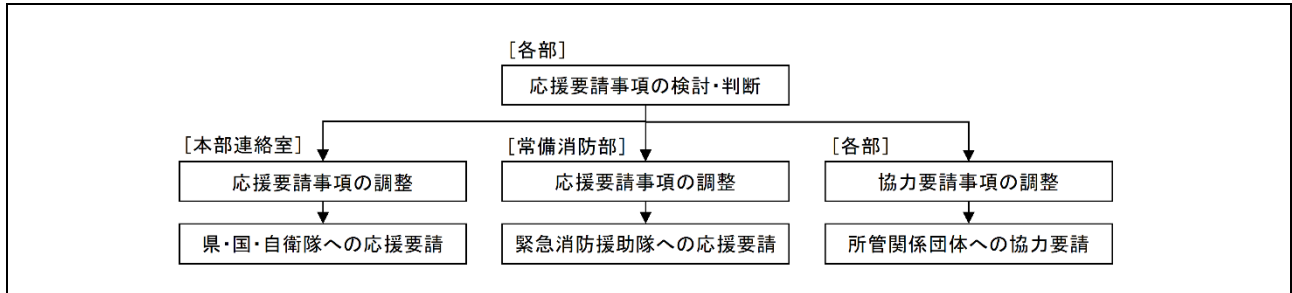 [各部]
応援要請事項の検討・判断
[本部連絡室]
応援要請事項の調整
県・国・自衛隊への応援要請
[常備消防部]
応援要請事項の調整
緊急消防援助隊への応援要請
[各部]
協力要請事項の調整
所管関係団体への協力要請